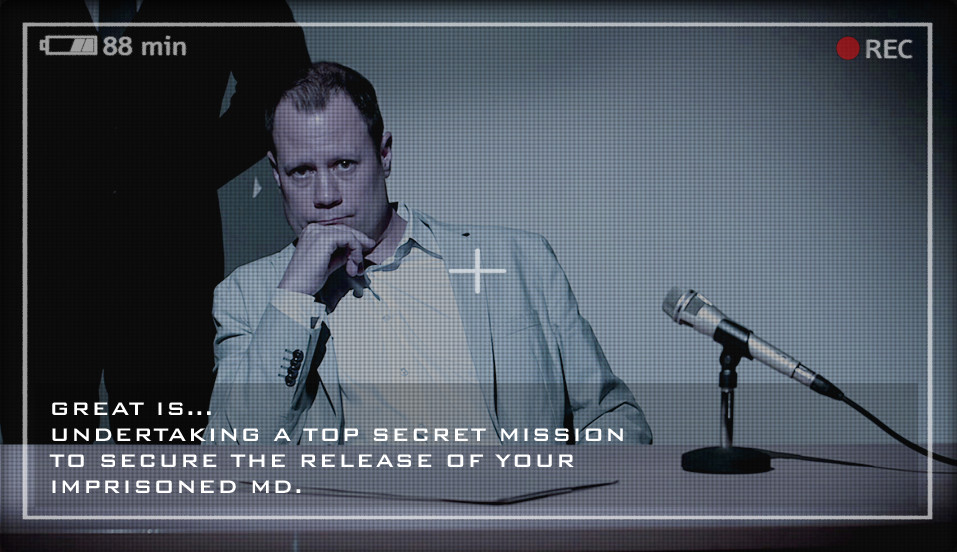 88 min
REC
GREAT IS...
UNDERTAKING A TOP SECRET MISSION
TO SECURE THE RELEASE OF YOUR
IMPRISONED MD.